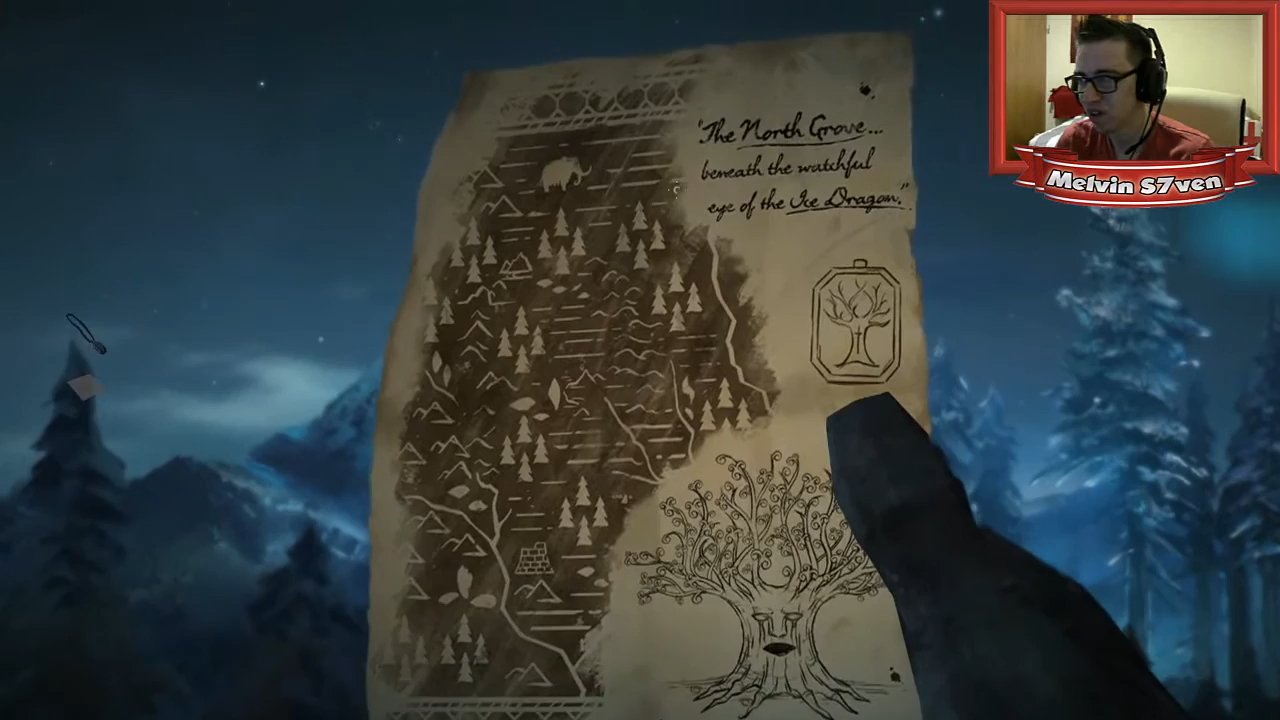 "The North Grove...
beneath the watchful
eye of the Ice Dragon."
Melvin S7ven